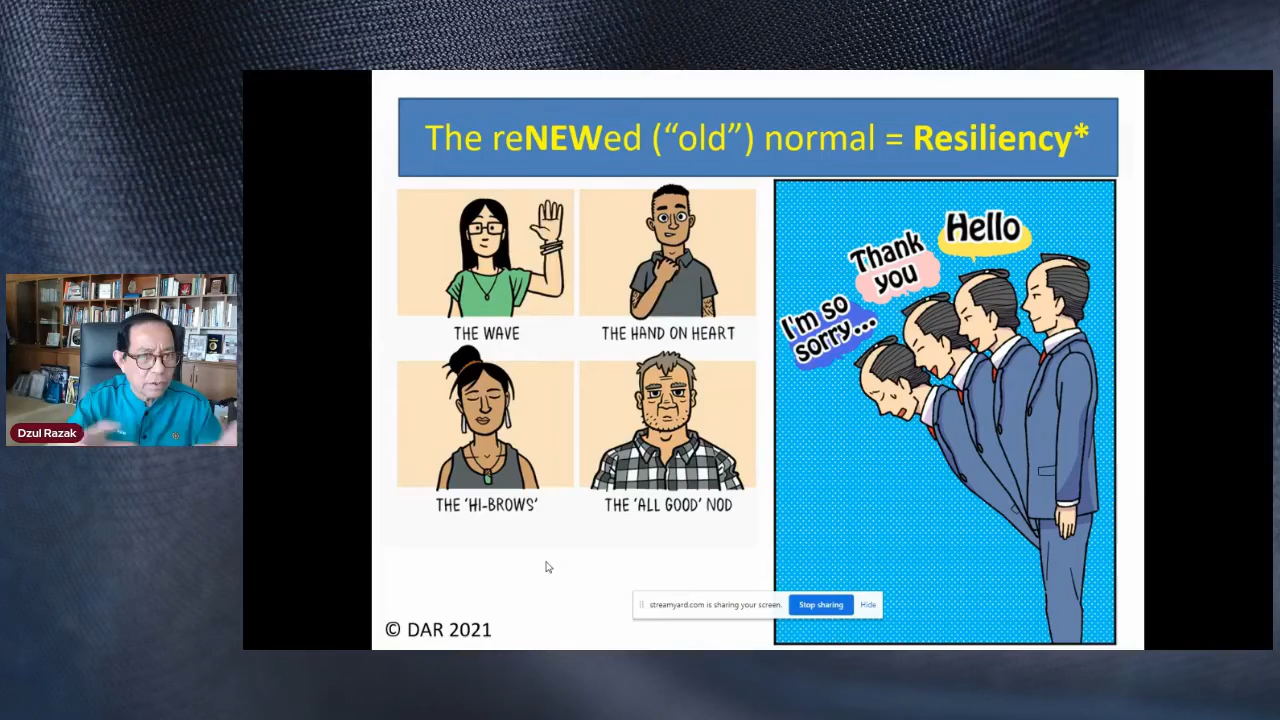 The reNEWed (“old”) normal = Resiliency*
THE WAVE
THE HAND ON HEART
THE ‘HI-BROWS’
THE ‘ALL GOOD’ NOD
Hello
Thank
you
I'm so
sorry...
Dzul Razak
streamyard.com is sharing your screen.
Stop sharing
Hide
© DAR 2021